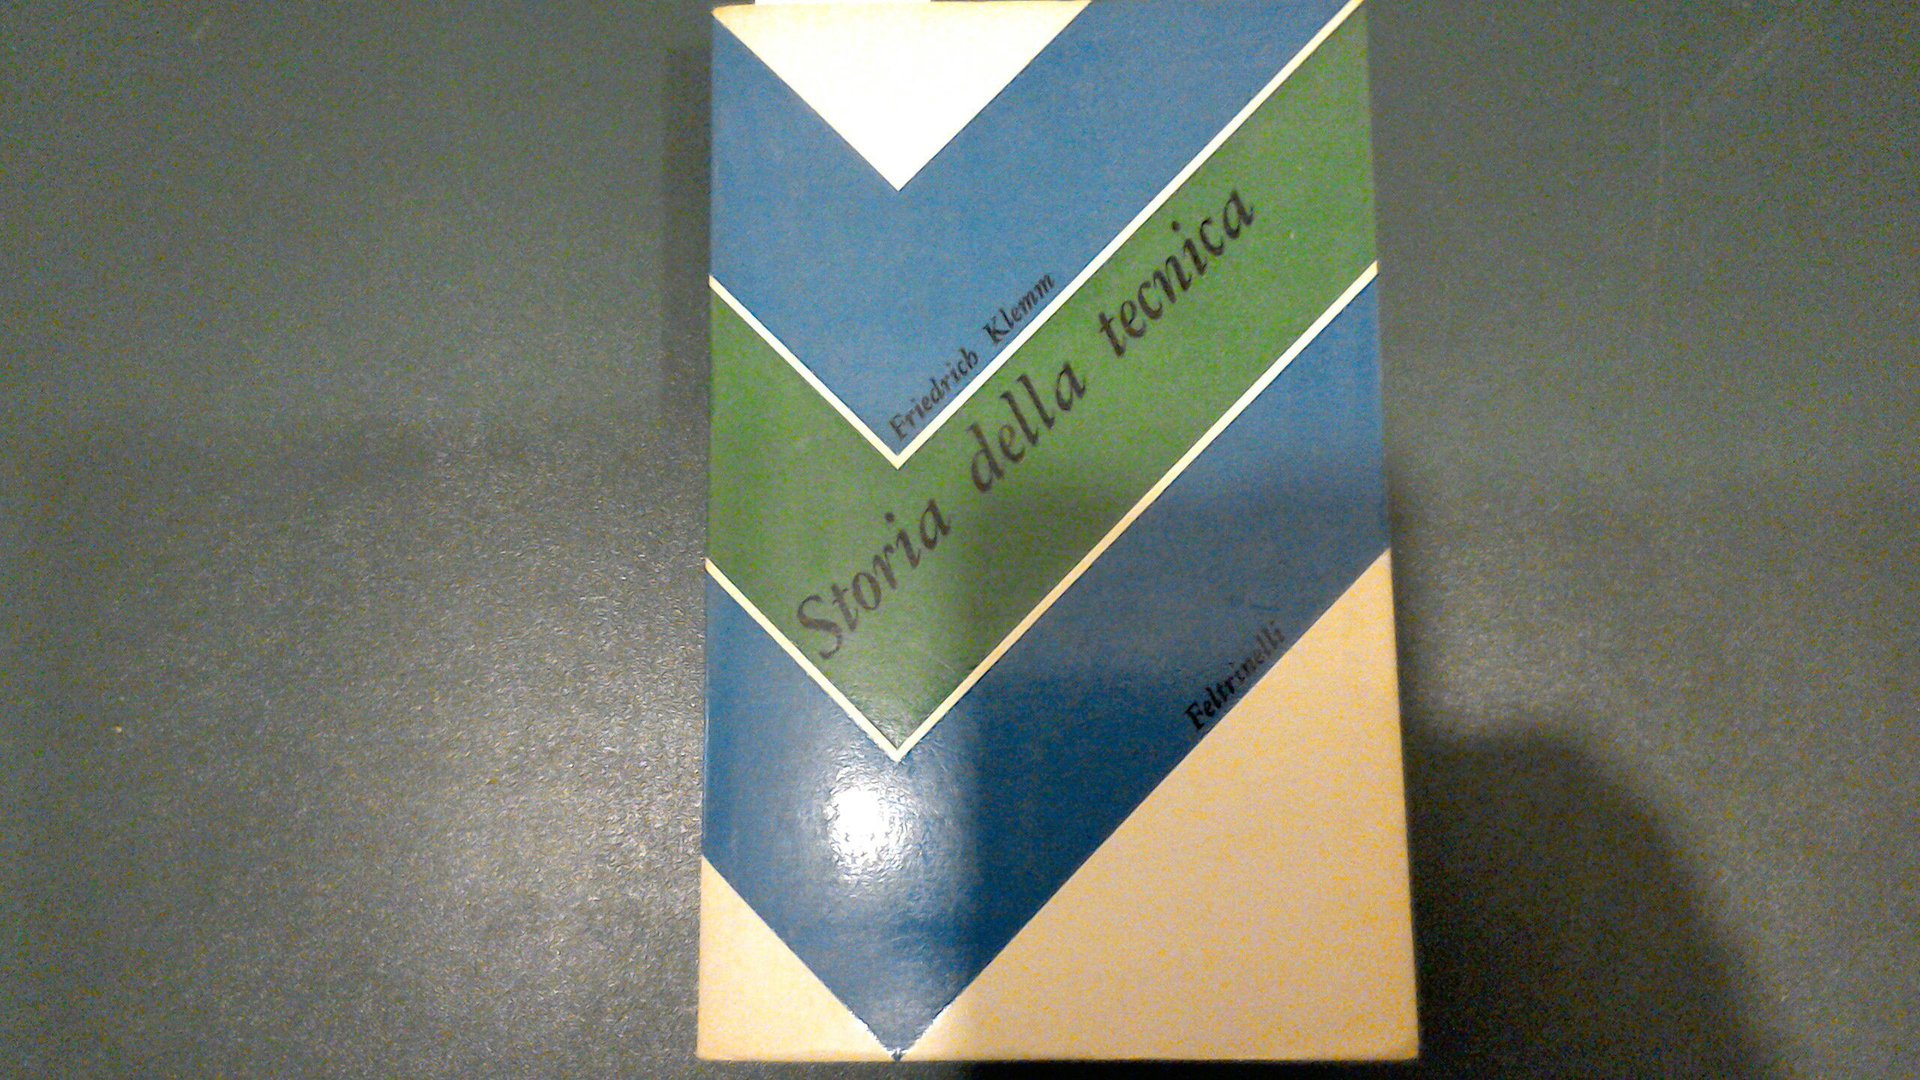 Friedrich Klemm
Storia della tecnica
Feltrinelli